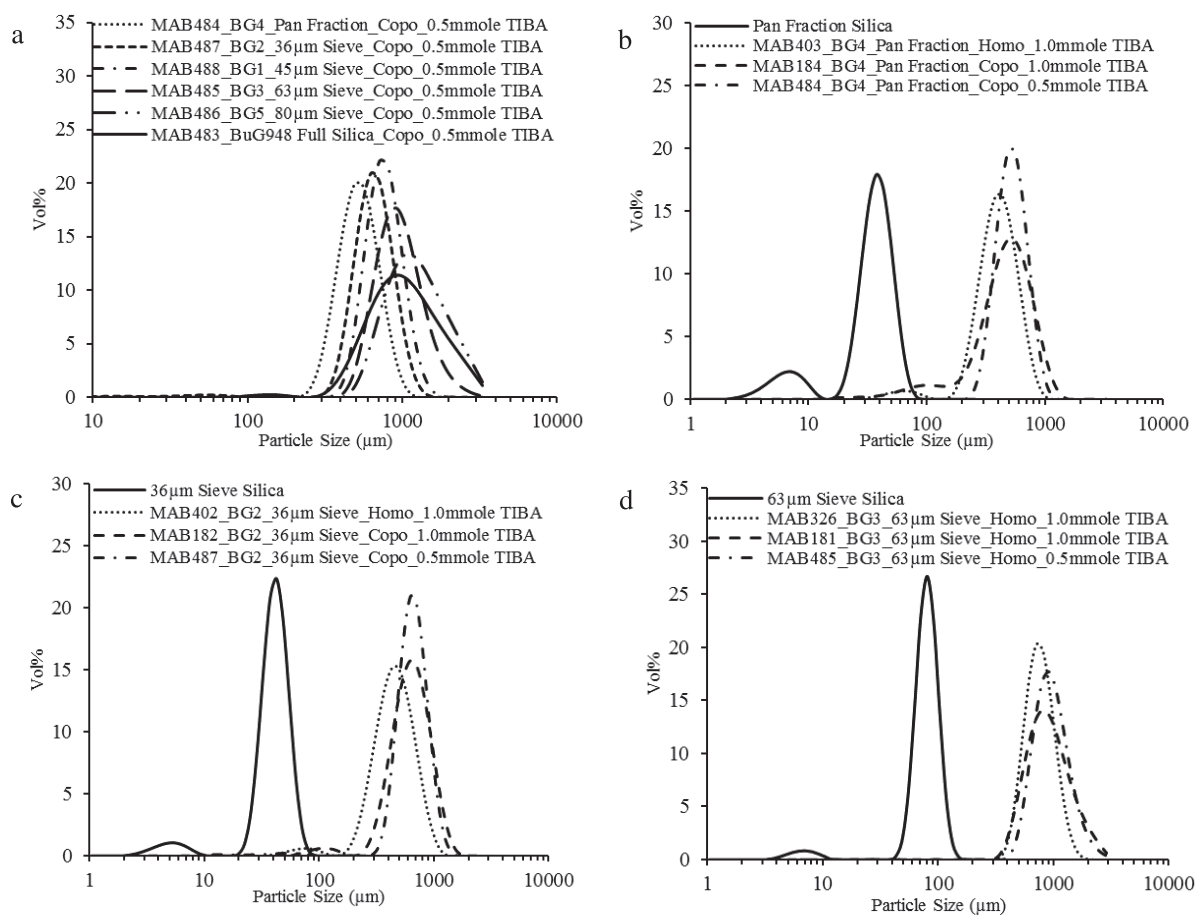 a
MAB484_BG4_Pan Fraction_Copo_0.5mmole TIBA
MAB487_BG2_36µm Sieve_Copo_0.5mmole TIBA
MAB488_BG1_45µm Sieve_Copo_0.5mmole TIBA
MAB485_BG3_63µm Sieve_Copo_0.5mmole TIBA
MAB486_BG5_80µm Sieve_Copo_0.5mmole TIBA
MAB483_BuG948 Full Silica_Copo_0.5mmole TIBA
35
30
25
20
15
10
5
0
Vol%
10 100 1000 10000
Particle Size (µm)
b
Pan Fraction Silica
MAB403_BG4_Pan Fraction_Homo_1.0mmole TIBA
MAB184_BG4_Pan Fraction_Copo_1.0mmole TIBA
MAB484_BG4_Pan Fraction_Copo_0.5mmole TIBA
30
25
20
15
10
5
0
Vol%
1 10 100 1000 10000
Particle Size (µm)
c
36µm Sieve Silica
MAB402_BG2_36µm Sieve_Homo_1.0mmole TIBA
MAB182_BG2_36µm Sieve_Copo_1.0mmole TIBA
MAB487_BG2_36µm Sieve_Copo_0.5mmole TIBA
30
25
20
15
10
5
0
Vol%
1 10 100 1000 10000
Particle Size (µm)
d
63µm Sieve Silica
MAB326_BG3_63µm Sieve_Homo_1.0mmole TIBA
MAB181_BG3_63µm Sieve_Homo_1.0mmole TIBA
MAB485_BG3_63µm Sieve_Homo_0.5mmole TIBA
35
30
25
20
15
10
5
0
Vol%
1 10 100 1000 10000
Particle Size (µm)